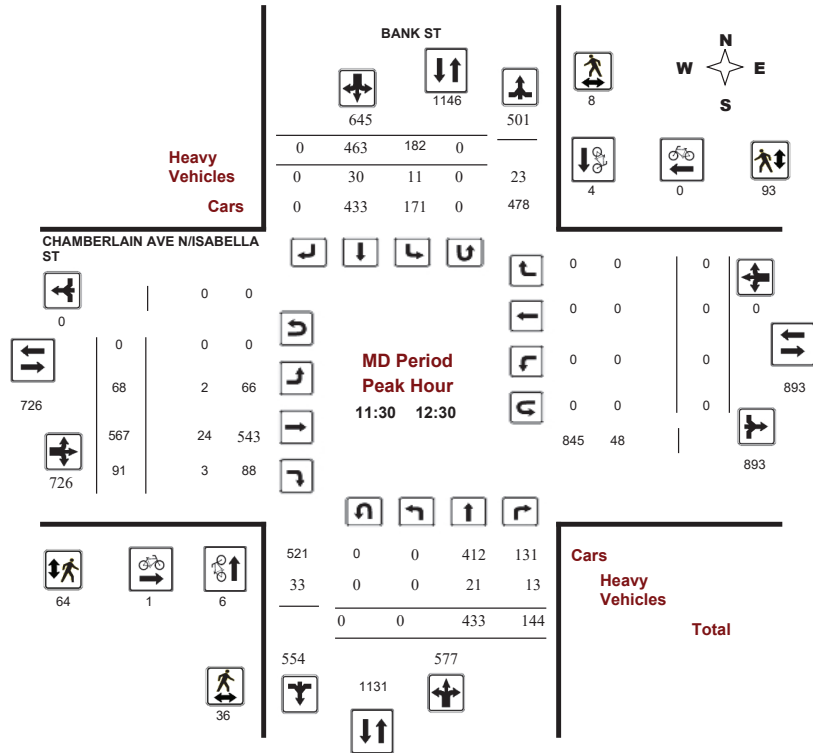 BANK ST
N
W E
S
1146
8
645 501
0 463 182 0
Heavy
Vehicles
0 30 11 0 23
Cars 0 433 171 0 478
4 0 93
CHAMBERLAIN AVE N/ISABELLA
ST
0 0
0
0 0 0
726
68 2 66
567 24 543
726
91 3 88
MD Period
Peak Hour
11:30 12:30
0 0 0
0 0 0
0
0 0 0
893
0 0 0
845 48
893
521 0 0 412 131 Cars
33 0 0 21 13 Heavy
Vehicles
0 0 433 144 Total
64 1 6
554 577
1131
36